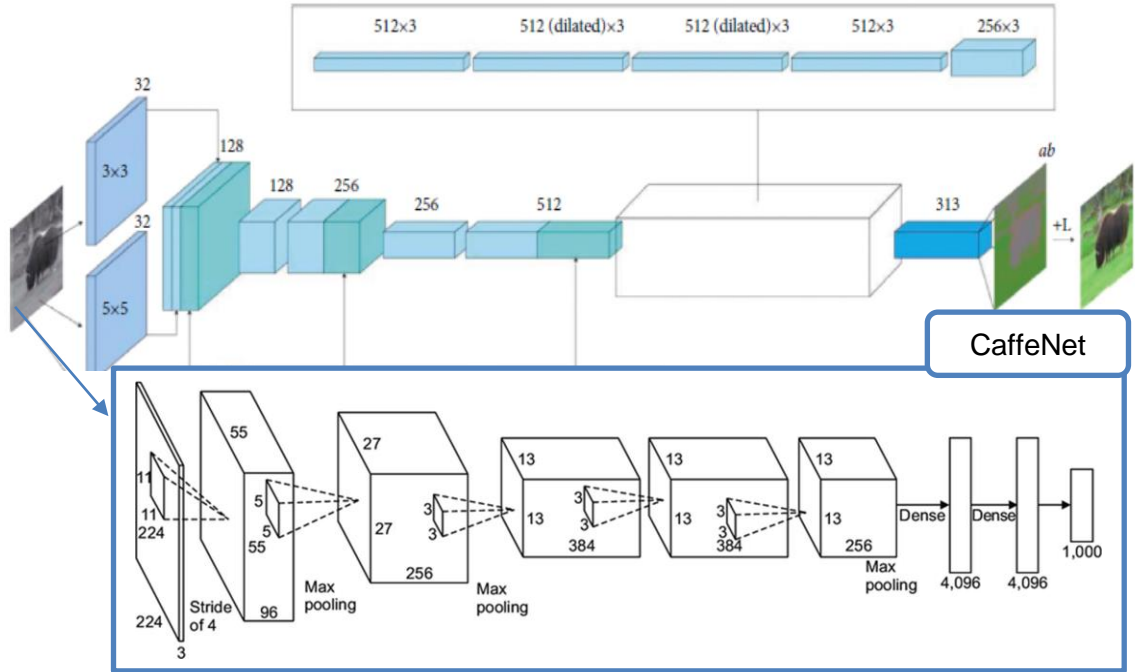 512×3 512 (dilated)×3 512 (dilated)×3 512×3 256×3
32
3×3
128
32
5×5
128 256
256
512
313
ab
+L
CaffeNet
11
11
224
224
3
Stride
of 4
55
55
96
5
5
Max
pooling
27
27
256
3
3
Max
pooling
13
13
384
3
3
13
13
384
3
3
13
13
256
Max
pooling
Dense
4,096
Dense
4,096
1,000